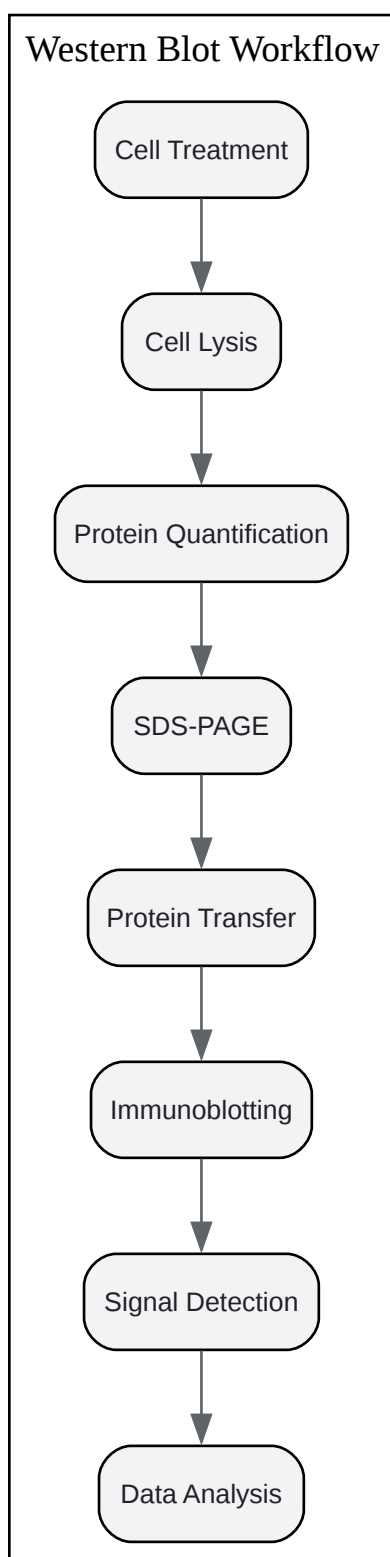 Western Blot Workflow
Cell Treatment
Cell Lysis
Protein Quantification
SDS-PAGE
Protein Transfer
Immunoblotting
Signal Detection
Data Analysis